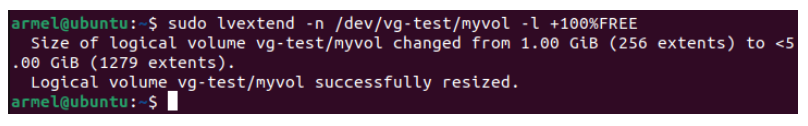 armel@ubuntu:~$ sudo lvextend -n /dev/vg-test/myvol -l +100%FREE
  Size of logical volume vg-test/myvol changed from 1.00 GiB (256 extents) to <5
.00 GiB (1279 extents).
  Logical volume vg-test/myvol successfully resized.
armel@ubuntu:~$